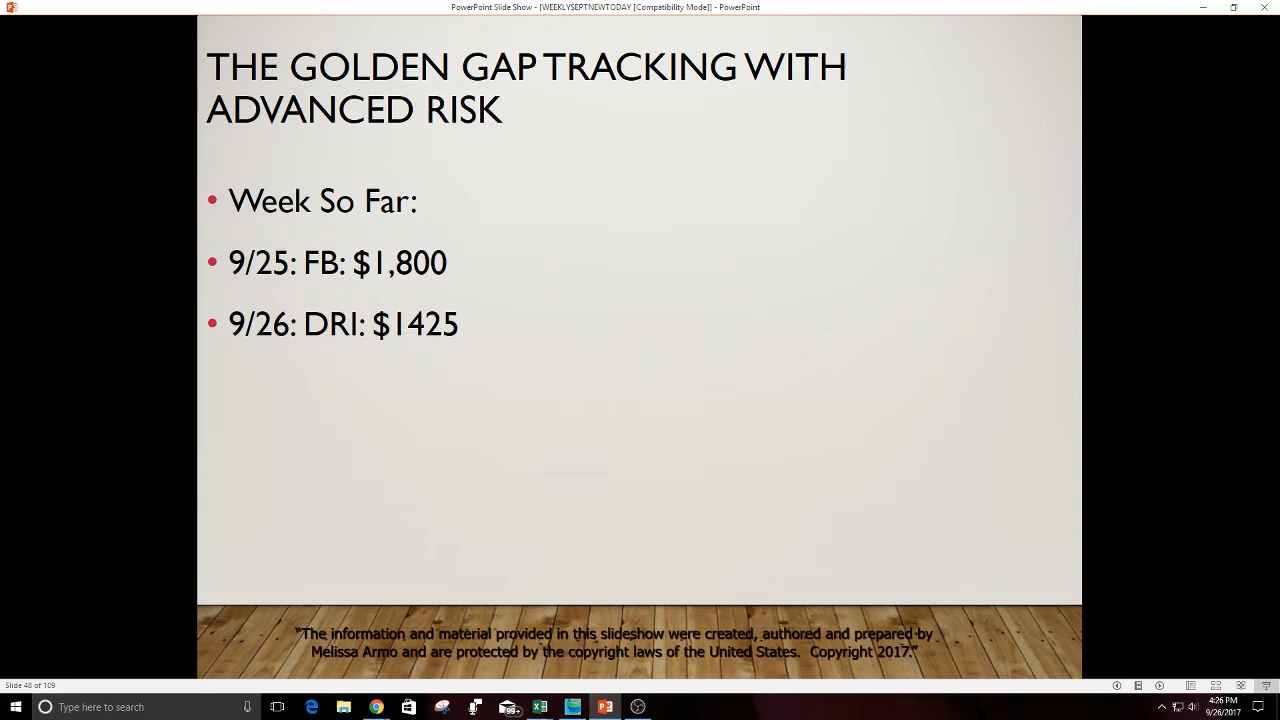 PowerPoint Slide Show - [WEEKLYSEPTNEWTODAY [Compatibility Mode]] - PowerPoint
THE GOLDEN GAP TRACKING WITH
ADVANCED RISK
• Week So Far:
• 9/25: FB: $1,800
• 9/26: DRI: $1425
“The information and material provided in this slideshow were created, authored and prepared by
Melissa Armo and are protected by the copyright laws of the United States.  Copyright 2017.”
Slide 48 of 109
Type here to search
99+
4:26 PM
9/26/2017